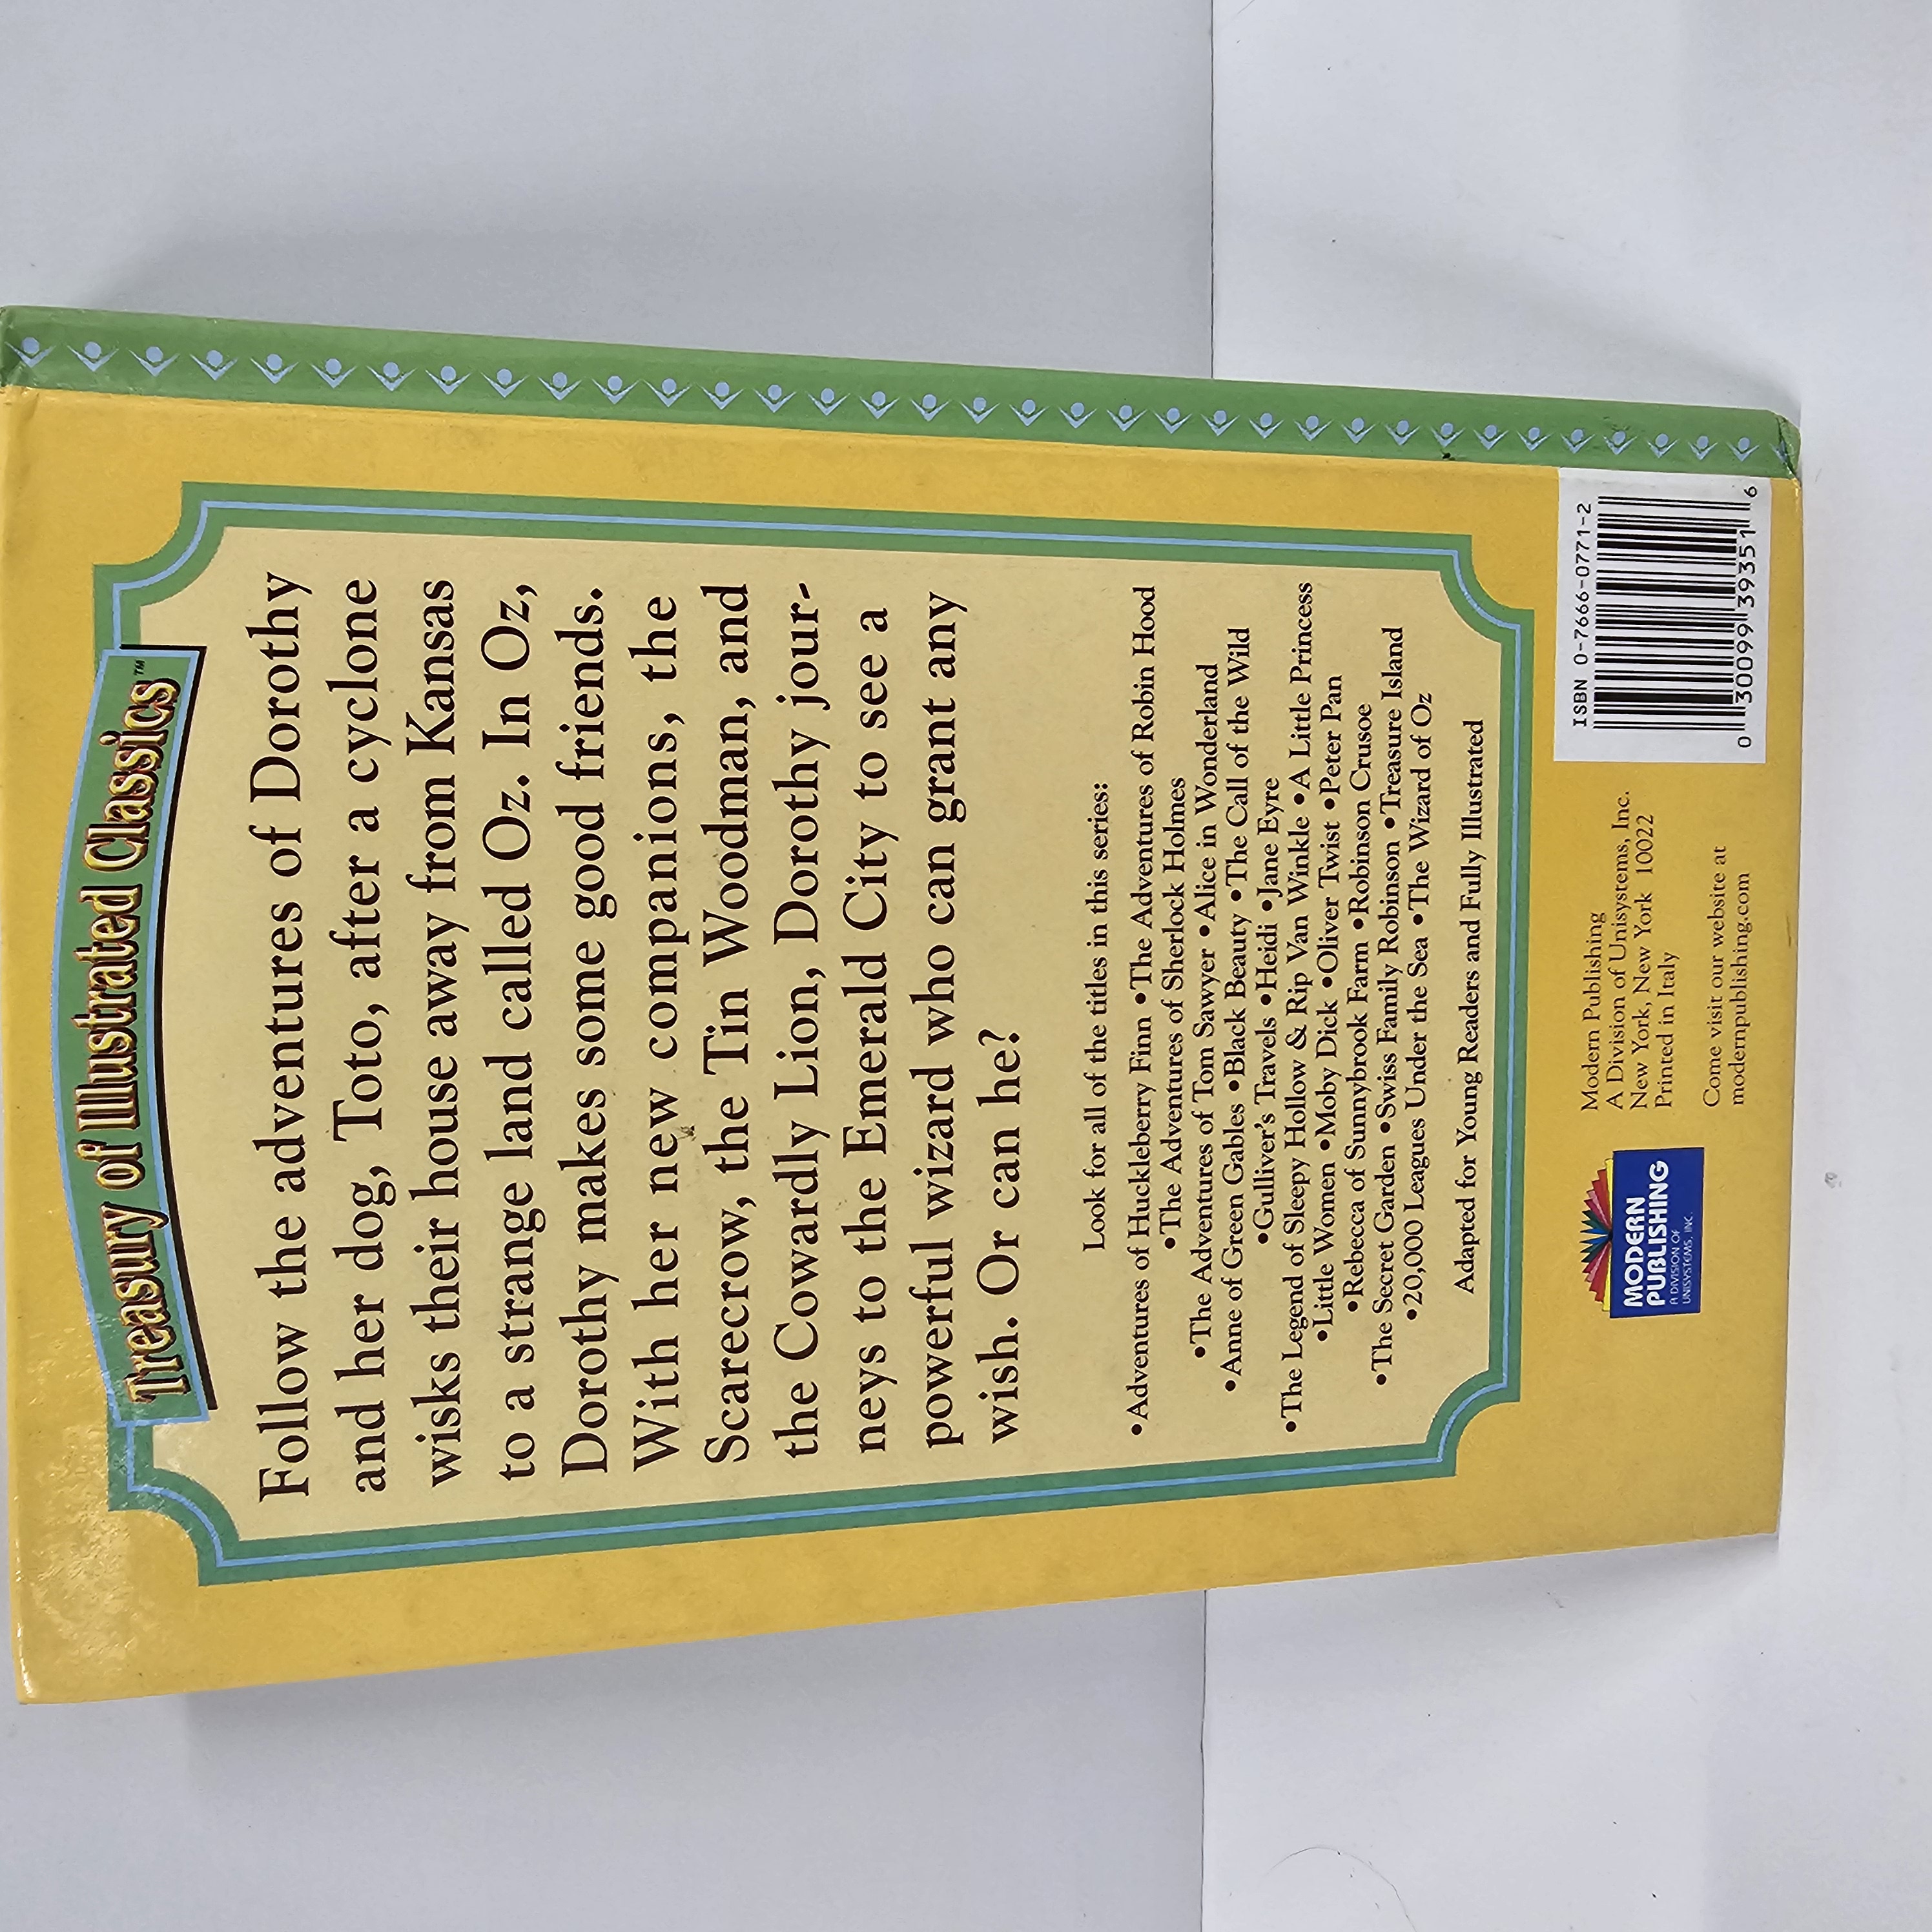 Treasury of Illustrated Classics™
Follow the adventures of Dorothy
and her dog, Toto, after a cyclone
wisks their house away from Kansas
to a strange land called Oz. In Oz,
Dorothy makes some good friends.
With her new companions, the
Scarecrow, the Tin Woodman, and
the Cowardly Lion, Dorothy jour-
neys to the Emerald City to see a
powerful wizard who can grant any
wish. Or can he?
Look for all of the titles in this series:
•Adventures of Huckleberry Finn •The Adventures of Robin Hood
•The Adventures of Sherlock Holmes
•The Adventures of Tom Sawyer •Alice in Wonderland
•Anne of Green Gables •Black Beauty •The Call of the Wild
•Gulliver's Travels •Heidi •Jane Eyre
•The Legend of Sleepy Hollow & Rip Van Winkle •A Little Princess
•Little Women •Moby Dick •Oliver Twist •Peter Pan
•Rebecca of Sunnybrook Farm •Robinson Crusoe
•The Secret Garden •Swiss Family Robinson •Treasure Island
•20,000 Leagues Under the Sea •The Wizard of Oz
Adapted for Young Readers and Fully Illustrated
MODERN
PUBLISHING
A DIVISION OF
UNISYSTEMS, INC.
Modern Publishing
A Division of Unisystems, Inc.
New York, New York 10022
Printed in Italy
Come visit our website at
modernpublishing.com
ISBN 0-7666-0771-2
0 30099 39351 6